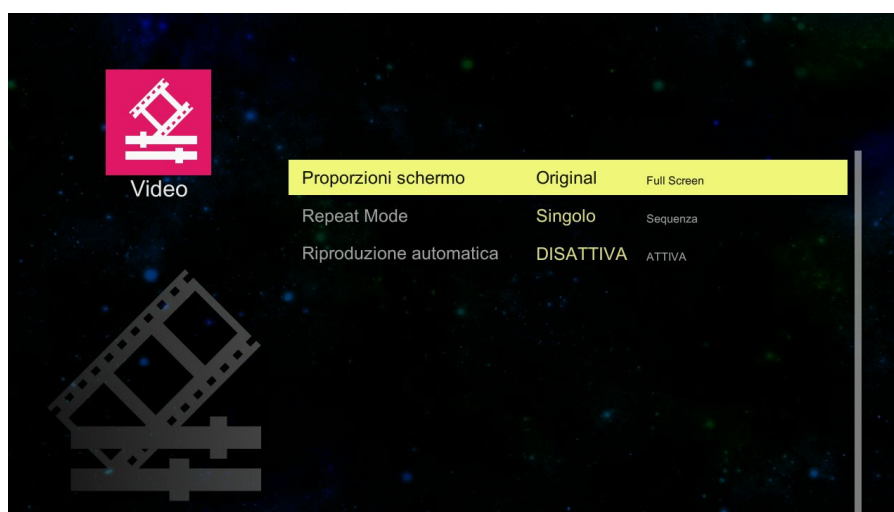 Video
Proporzioni schermo Original Full Screen
Repeat Mode Singolo Sequenza
Riproduzione automatica DISATTIVA ATTIVA